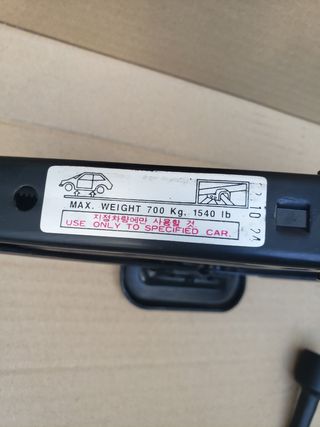 MAX. WEIGHT 700 Kg. 1540 lb
지정차량에만 사용할 것
USE ONLY TO SPECIFIED CAR.